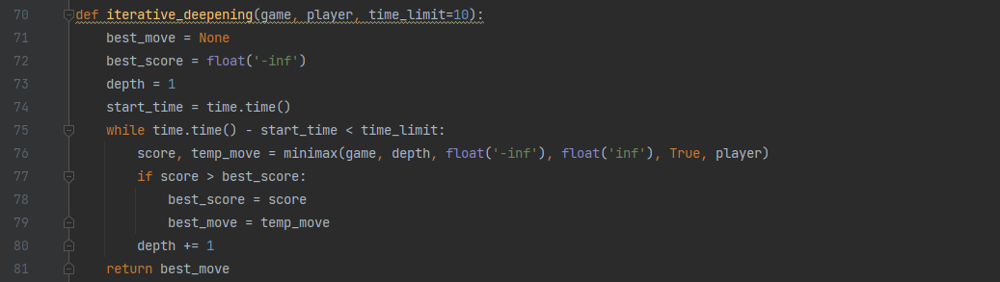 70 def iterative_deepening(game, player, time_limit=10):
71     best_move = None
72     best_score = float('-inf')
73     depth = 1
74     start_time = time.time()
75     while time.time() - start_time < time_limit:
76         score, temp_move = minimax(game, depth, float('-inf'), float('inf'), True, player)
77         if score > best_score:
78             best_score = score
79             best_move = temp_move
80         depth += 1
81     return best_move